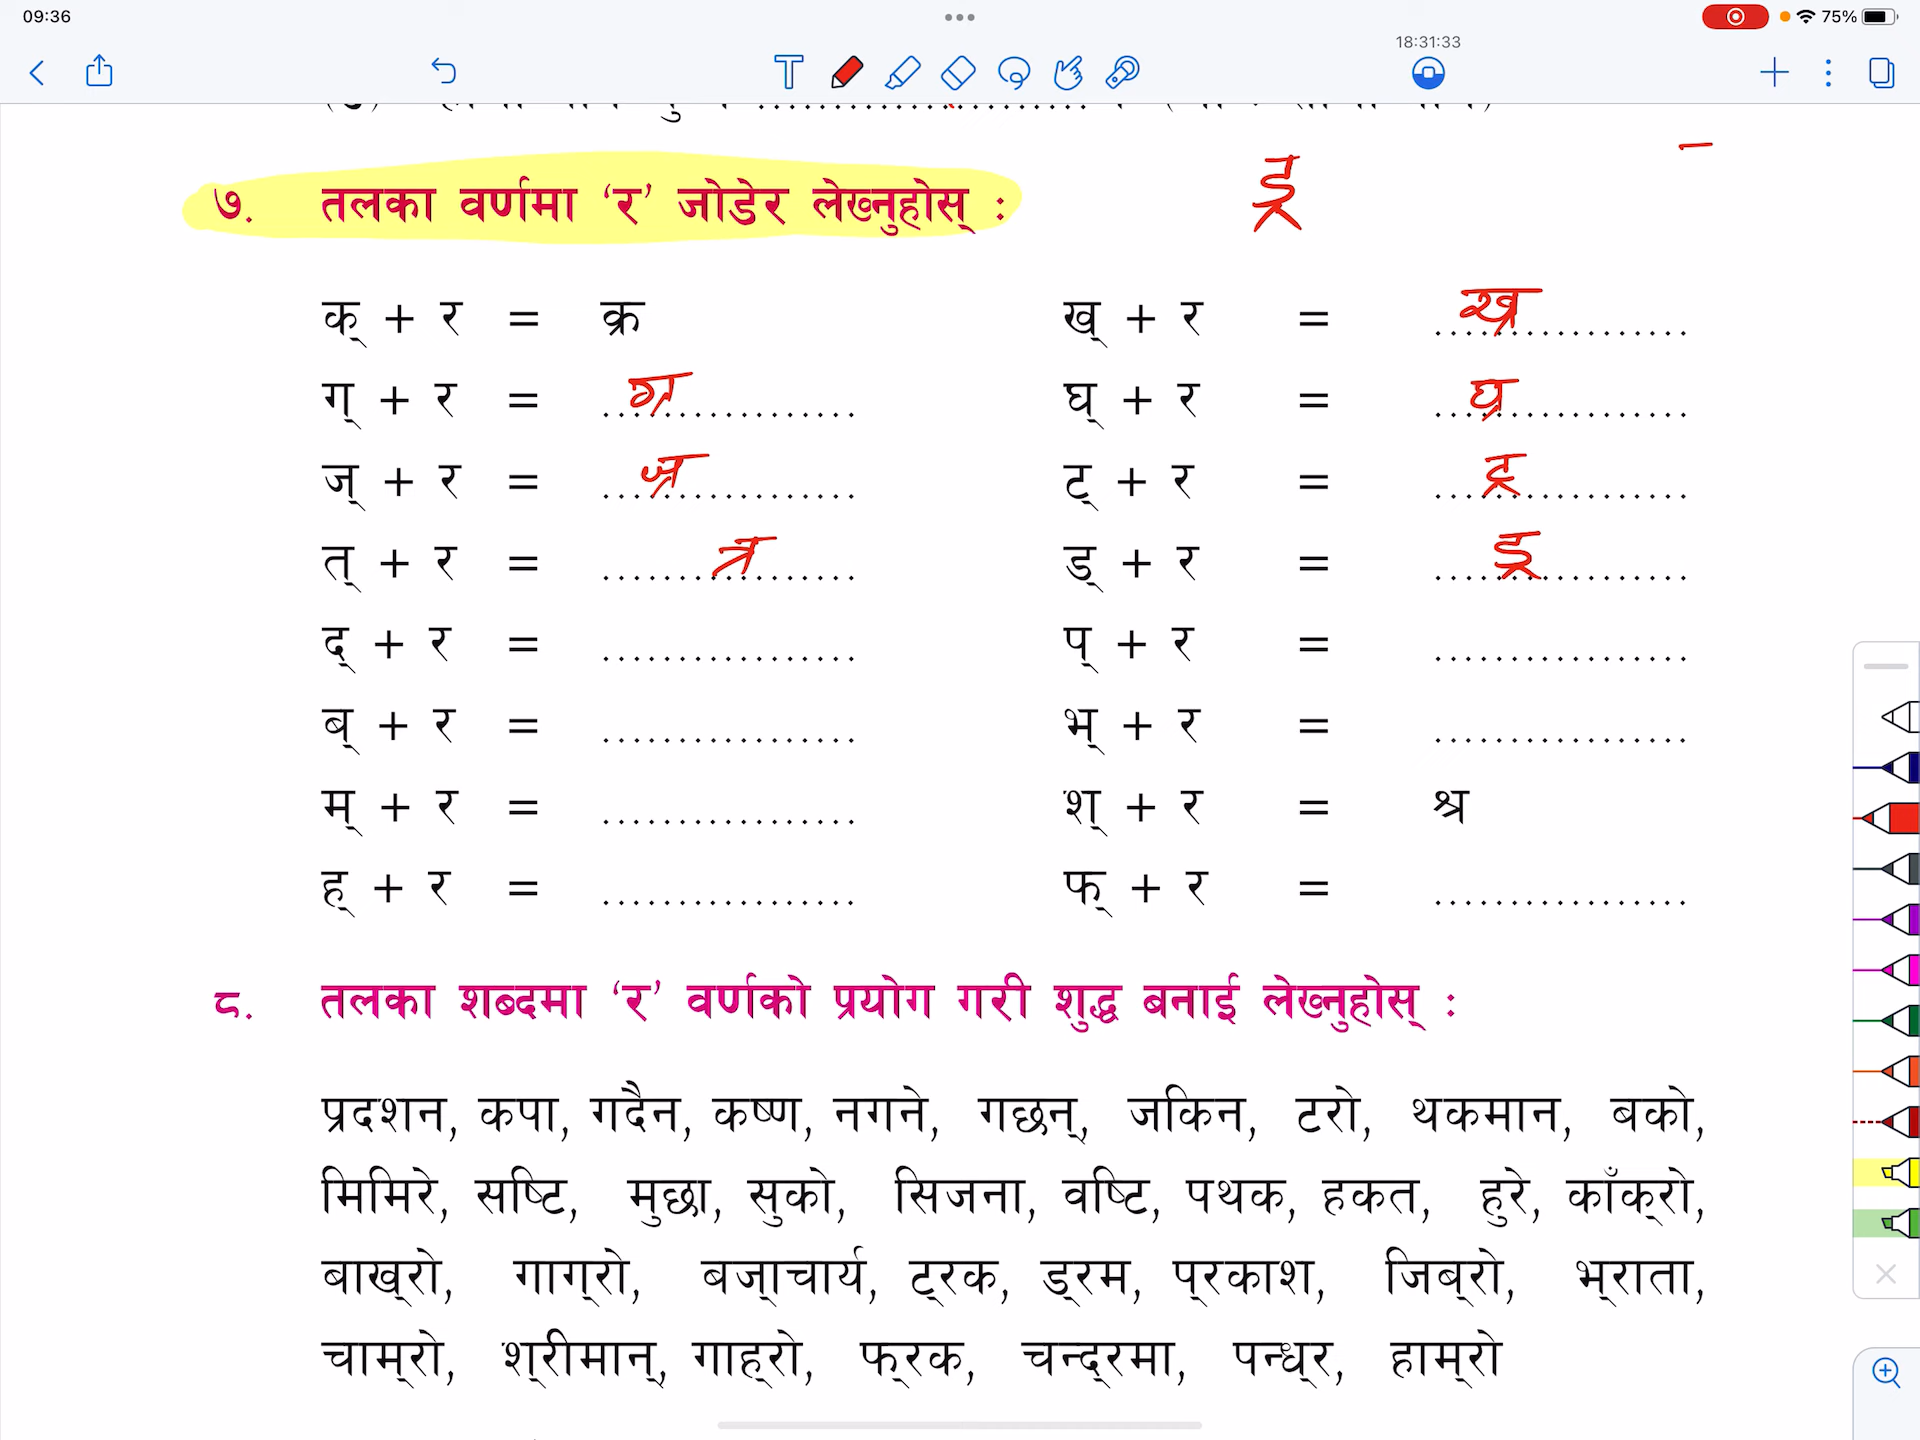 09:36
75%
18:31:33
७. तलका वर्णमा ‘र’ जोडेर लेख्नुहोस् : ड्र
क् + र = क्र ख् + र = ख्र
ग् + र = ग्र घ् + र = घ्र
ज् + र = ज्र ट् + र = ट्र
त् + र = त्र ड् + र = ड्र
द् + र = ................. प् + र = .................
ब् + र = ................. भ् + र = .................
म् + र = ................. श् + र = श्र
ह् + र = ................. फ् + र = .................
८. तलका शब्दमा ‘र’ वर्णको प्रयोग गरी शुद्ध बनाई लेख्नुहोस् :
प्रदशन, कपा, गदैन, कष्ण, नगने, गछन्, जकिन, टरो, थकमान, बको,
मिमिरे, सष्टि, मुछा, सुको, सिजना, वष्टि, पथक, हकत, हुरे, काँक्‍रो,
बाख्‍रो, गाग्‍रो, बज्‍ाचार्य, ट्‍रक, ड्‍रम, प्‍रकाश, जिब्‍रो, भ्‍राता,
चाम्‍रो, श्‍रीमान्, गाह्‍रो, फ्‍रक, चन्द्‍रमा, पन्ध्‍र, हाम्‍रो